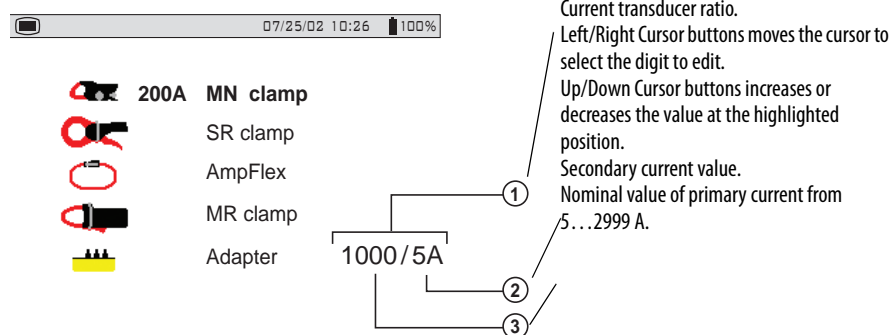 07/25/02 10:26 100%
200A MN clamp
SR clamp
AmpFlex
MR clamp
Adapter
1000/5A
1
2
3
Current transducer ratio.
Left/Right Cursor buttons moves the cursor to
select the digit to edit.
Up/Down Cursor buttons increases or
decreases the value at the highlighted
position.
Secondary current value.
Nominal value of primary current from
5...2999 A.